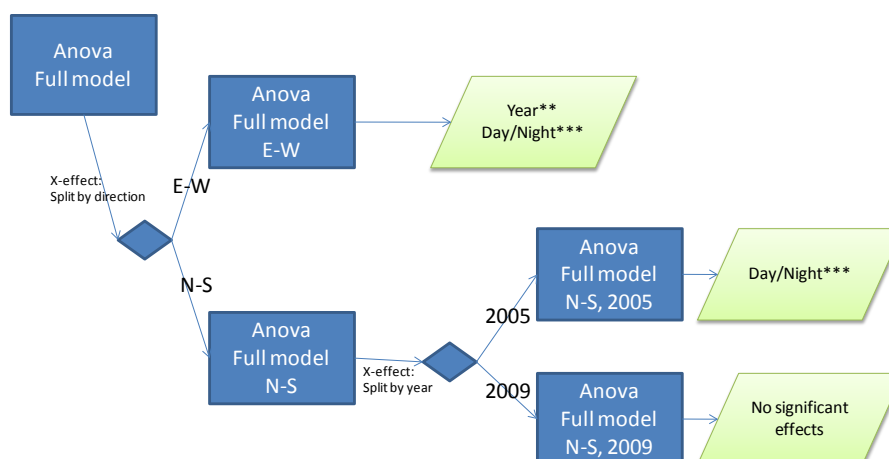 Anova
Full model
Anova
Full model
E-W
Year**
Day/Night***
X-effect:
Split by direction
E-W
N-S
Anova
Full model
N-S
X-effect:
Split by year
2005
2009
Anova
Full model
N-S, 2005
Day/Night***
Anova
Full model
N-S, 2009
No significant
effects